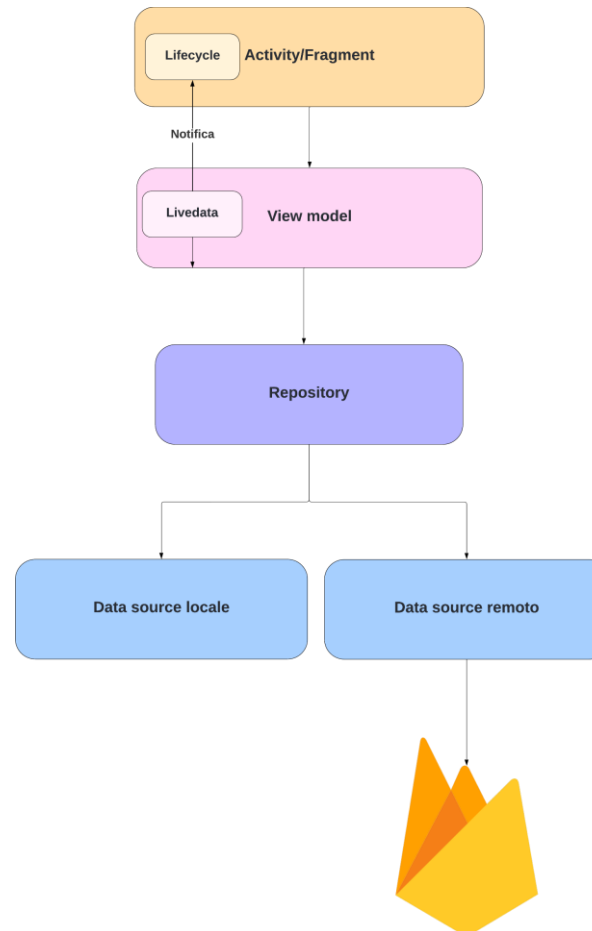 Lifecycle
Activity/Fragment
Notifica
Livedata
View model
Repository
Data source locale
Data source remoto